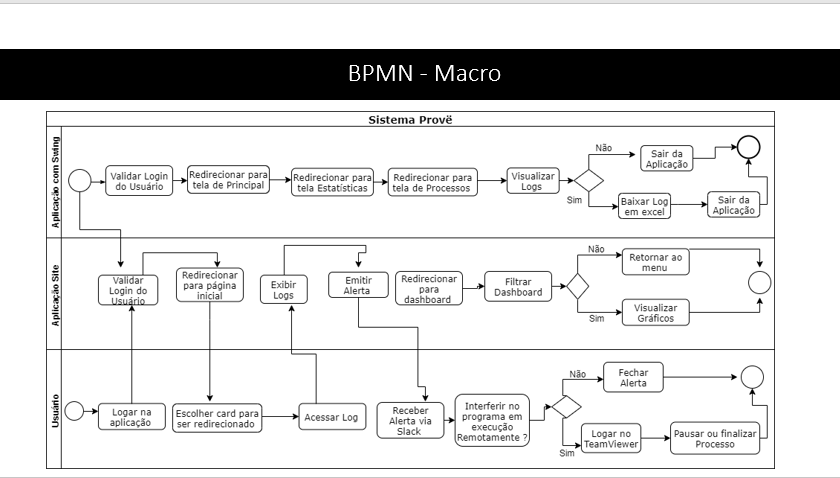 BPMN - Macro
Sistema Provë
Aplicação com Swing
Validar Login
do Usuário
Redirecionar para
tela de Principal
Redirecionar para
tela Estatísticas
Redirecionar para
tela de Processos
Visualizar
Logs
Não
Sair da
Aplicação
Sim
Baixar Log
em excel
Sair da
Aplicação
Aplicação Site
Validar
Login do
Usuário
Redirecionar
para página
inicial
Exibir
Logs
Emitir
Alerta
Redirecionar
para
dashboard
Filtrar
Dashboard
Não
Retornar ao
menu
Sim
Visualizar
Gráficos
Usuário
Logar na
aplicação
Escolher card para
ser redirecionado
Acessar Log
Receber
Alerta via
Slack
Interferir no
programa em
execução
Remotamente ?
Não
Fechar
Alerta
Sim
Logar no
TeamViewer
Pausar ou finalizar
Processo